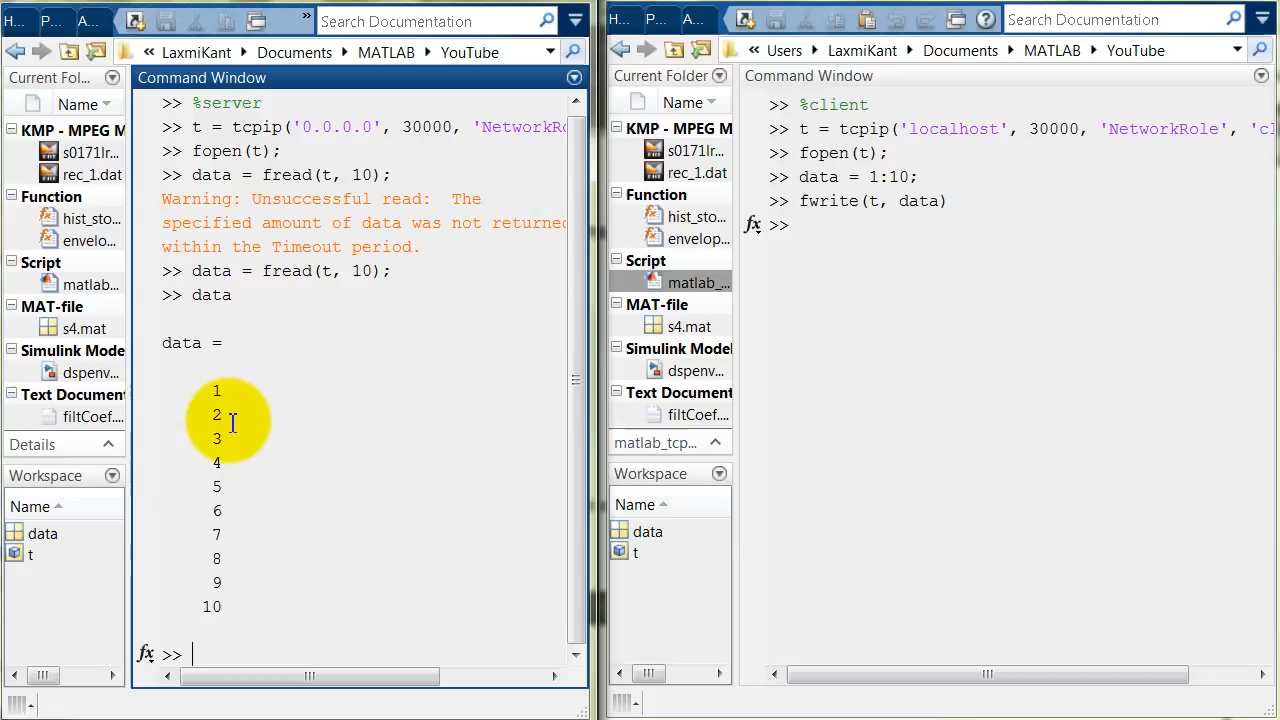 H... P... A... » Search Documentation
« LaxmiKant Documents MATLAB YouTube
Current Fol...
Name
KMP - MPEG M
s0171lr...
rec_1.dat
Function
hist_sto...
envelo...
Script
matlab...
MAT-file
s4.mat
Simulink Mode
dspenv...
Text Documen
filtCoef...
Details
Workspace
Name
data
t
Command Window
>> %server
>> t = tcpip('0.0.0.0', 30000, 'NetworkRo
>> fopen(t);
>> data = fread(t, 10);
Warning: Unsuccessful read: The
specified amount of data was not returned
within the Timeout period.
>> data = fread(t, 10);
>> data
data =
1
2
3
4
5
6
7
8
9
10
fx >>
H... P... A... Search Documentation
« Users LaxmiKant Documents MATLAB YouTube
Current Folder
Name
KMP - MPEG M
s0171lr...
rec_1.dat
Function
hist_sto...
envelop...
Script
matlab_...
MAT-file
s4.mat
Simulink Mode
dspenv...
Text Documen
filtCoef....
matlab_tcp...
Workspace
Name
data
t
Command Window
>> %client
>> t = tcpip('localhost', 30000, 'NetworkRole', 'cl
>> fopen(t);
>> data = 1:10;
>> fwrite(t, data)
fx >>